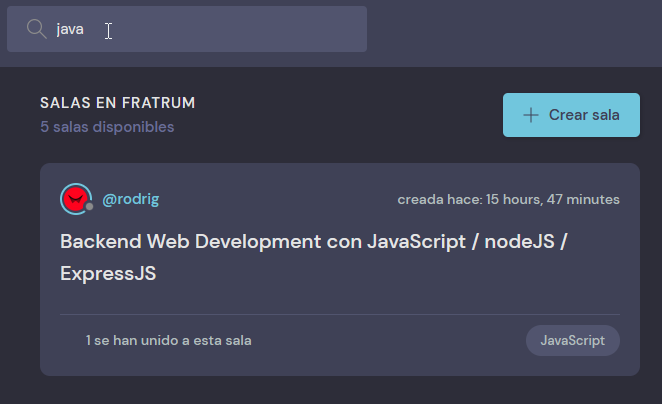 java
SALAS EN FRATRUM
5 salas disponibles
Crear sala
@rodrig
creada hace: 15 hours, 47 minutes
Backend Web Development con JavaScript / nodeJS /
ExpressJS
1 se han unido a esta sala
JavaScript